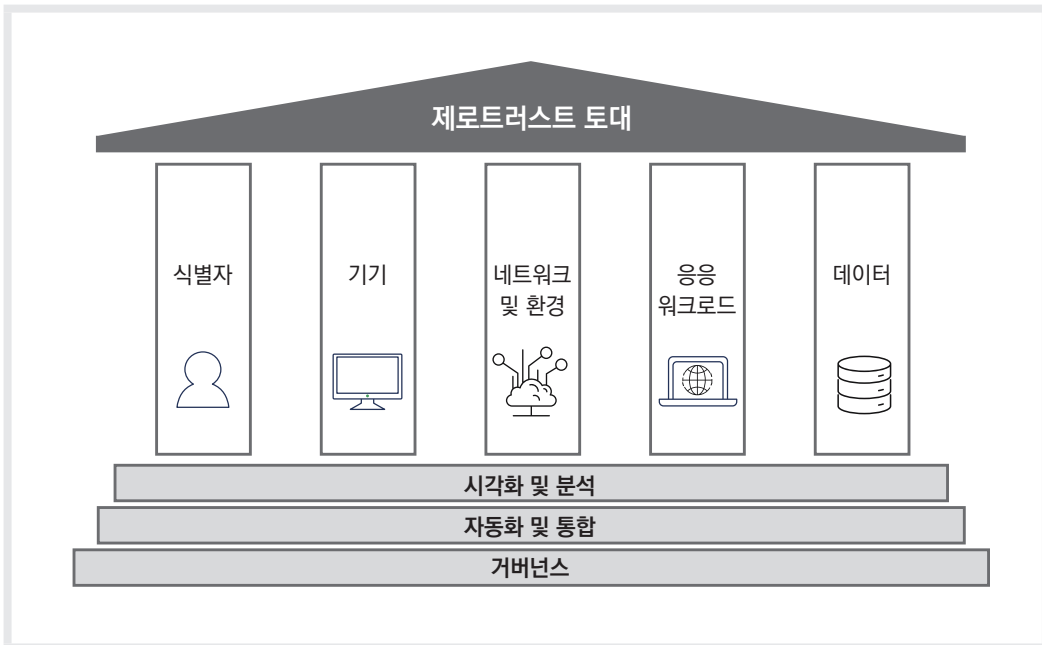 제로트러스트 토대
식별자
기기
네트워크
및 환경
응응
워크로드
데이터
시각화 및 분석
자동화 및 통합
거버넌스